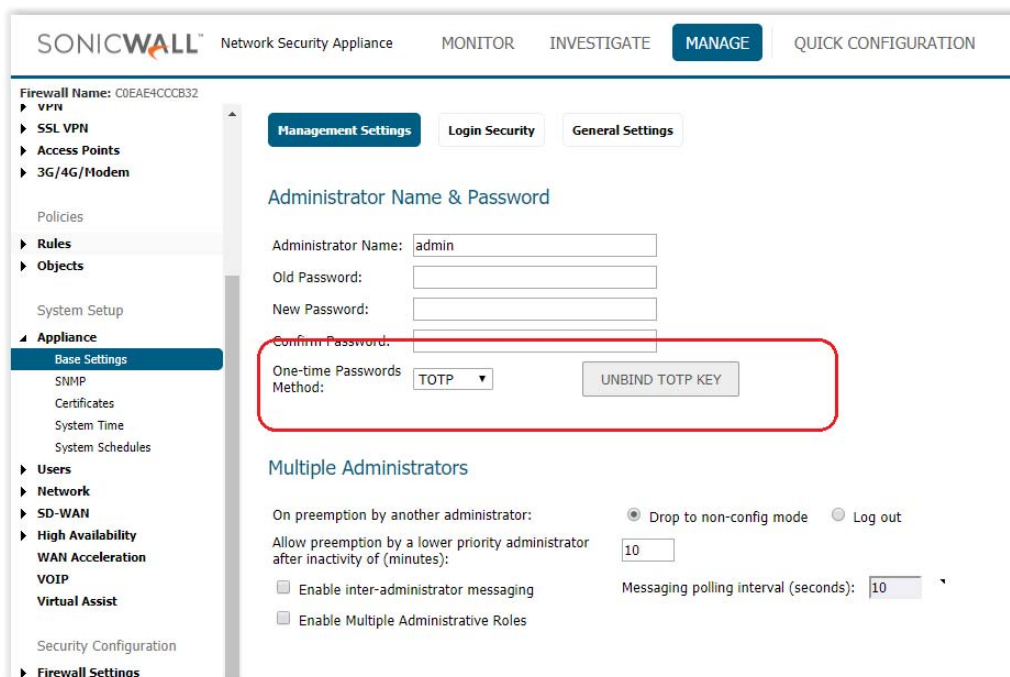 SONICWALL Network Security Appliance MONITOR INVESTIGATE MANAGE QUICK CONFIGURATION
Firewall Name: C0EAE4CCCB32
VPN
SSL VPN
Access Points
3G/4G/Modem
Policies
Rules
Objects
System Setup
Appliance
Base Settings
SNMP
Certificates
System Time
System Schedules
Users
Network
SD-WAN
High Availability
WAN Acceleration
VOIP
Virtual Assist
Security Configuration
Firewall Settings
Management Settings Login Security General Settings
Administrator Name & Password
Administrator Name: admin
Old Password:
New Password:
Confirm Password:
One-time Passwords
Method: TOTP UNBIND TOTP KEY
Multiple Administrators
On preemption by another administrator: Drop to non-config mode Log out
Allow preemption by a lower priority administrator
after inactivity of (minutes): 10
Enable inter-administrator messaging Messaging polling interval (seconds): 10
Enable Multiple Administrative Roles